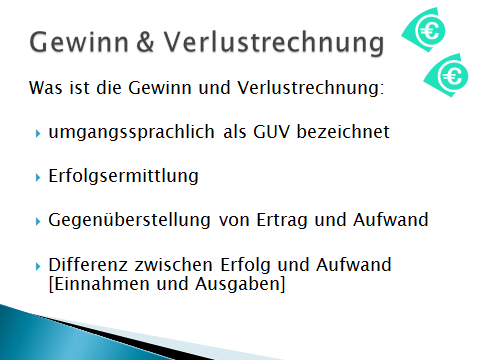 Gewinn & Verlustrechnung
Was ist die Gewinn und Verlustrechnung:
umgangssprachlich als GUV bezeichnet
Erfolgsermittlung
Gegenüberstellung von Ertrag und Aufwand
Differenz zwischen Erfolg und Aufwand
[Einnahmen und Ausgaben]